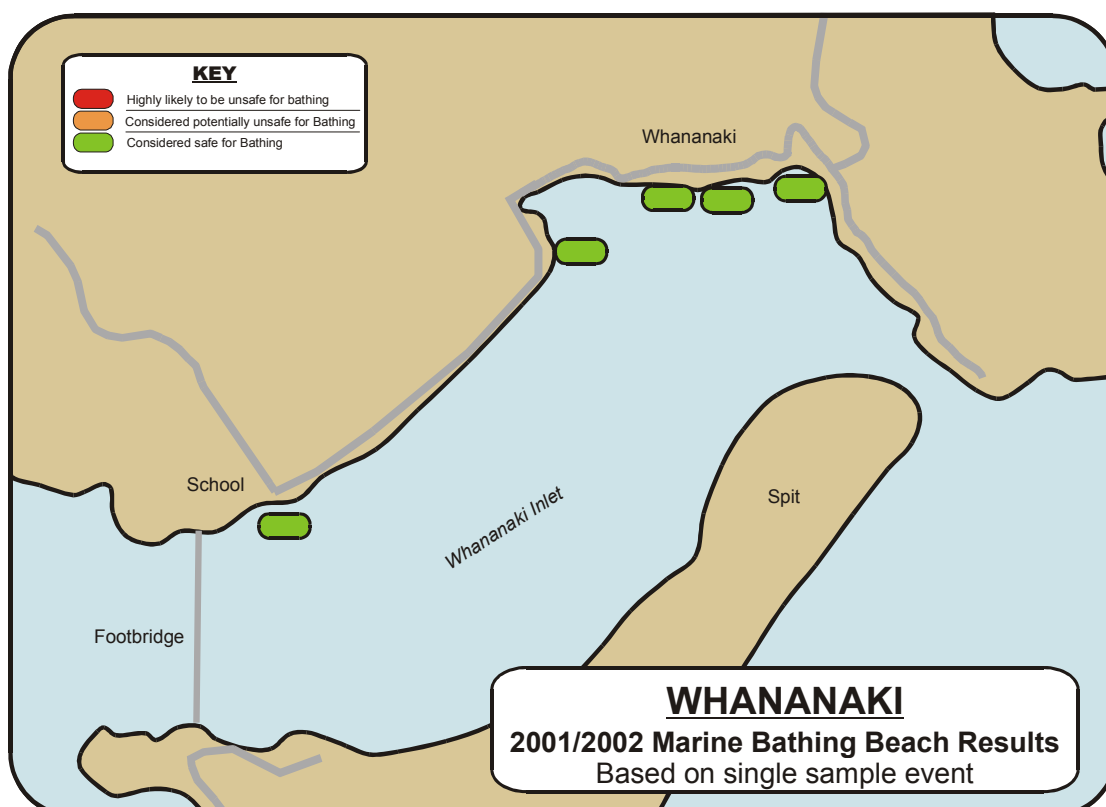 KEY
Highly likely to be unsafe for bathing
Considered potentially unsafe for Bathing
Considered safe for Bathing
Whananaki
School
Whananaki Inlet
Spit
Footbridge
WHANANAKI
2001/2002 Marine Bathing Beach Results
Based on single sample event